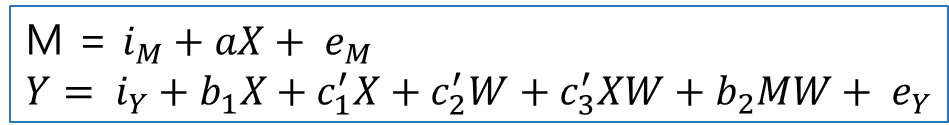 M = i_M + aX + e_M
Y = i_Y + b_1X + c'_1X + c'_2W + c'_3XW + b_2MW + e_Y